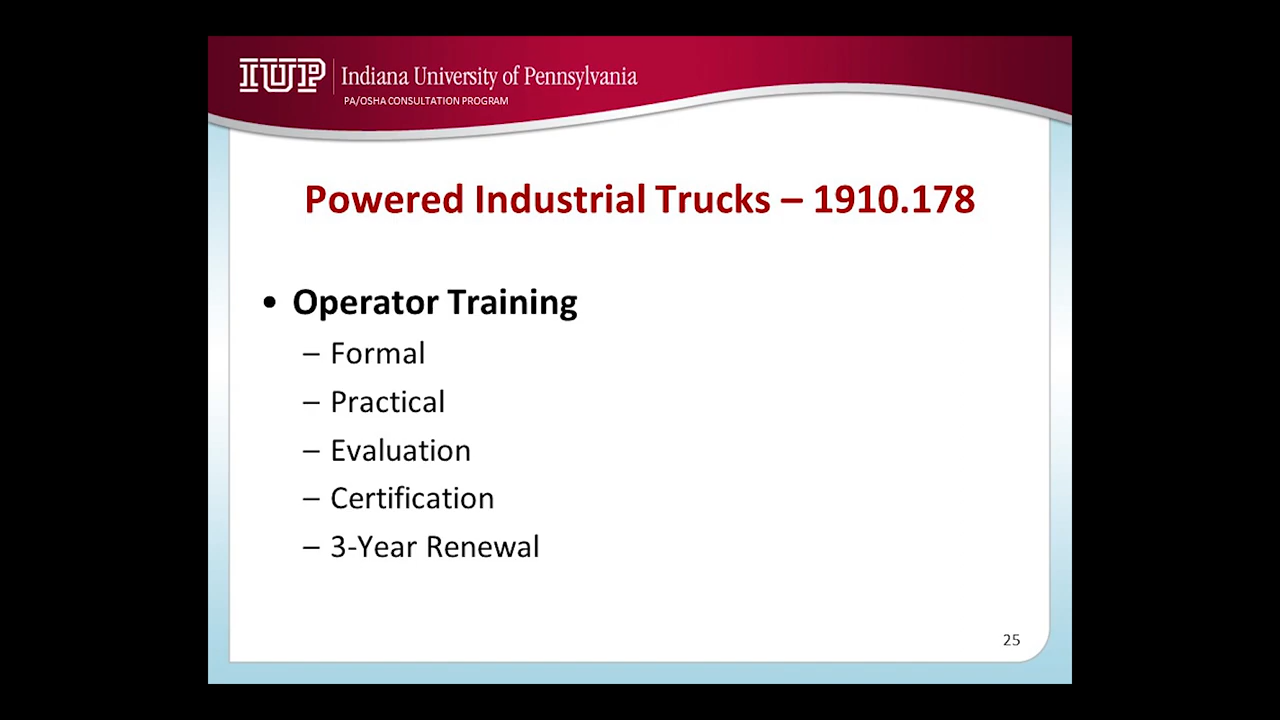 IUP Indiana University of Pennsylvania
PA/OSHA CONSULTATION PROGRAM
Powered Industrial Trucks – 1910.178
• Operator Training
– Formal
– Practical
– Evaluation
– Certification
– 3-Year Renewal
25